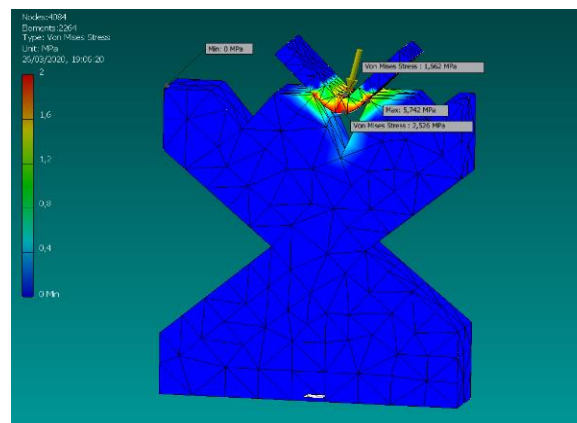 Nodes:4084
Elements:2264
Type: Von Mises Stress
Unit: MPa
26/03/2020, 19:06:20
2
1,6
1,2
0,8
0,4
0 Min
Min: 0 MPa
Von Mises Stress : 1,562 MPa
Max: 5,742 MPa
Von Mises Stress : 2,526 MPa